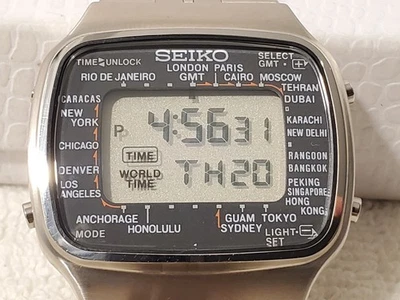 TIME UNLOCK
SEIKO
SELECT
GMT
LONDON PARIS
RIO DE JANEIRO GMT CAIRO MOSCOW
TEHRAN
CARACAS DUBAI
NEW YORK KARACHI
P 4:56 31
NEW DELHI
CHICAGO
TIME
RANGOON
BANGKOK
DENVER WORLD TIME TH20
PEKING
LOS ANGELES SINGAPORE
HONG KONG
ANCHORAGE GUAM TOKYO
MODE HONOLULU SYDNEY LIGHT
SET